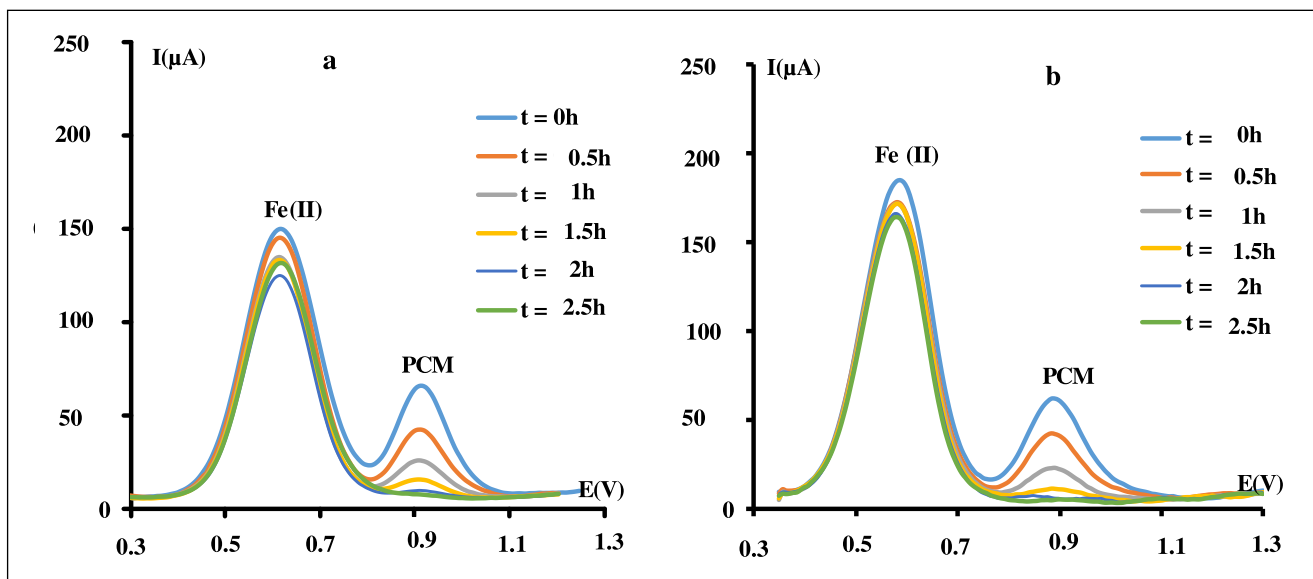 250
I(µA)
a
200
150
100
50
0
t = 0h
t = 0.5h
t = 1h
t = 1.5h
t = 2h
t = 2.5h
Fe(II)
PCM
E(V)
0.3 0.5 0.7 0.9 1.1 1.3
250
I(µA)
b
200
150
100
50
0
t = 0h
t = 0.5h
t = 1h
t = 1.5h
t = 2h
t = 2.5h
Fe (II)
PCM
E(V)
0.3 0.5 0.7 0.9 1.1 1.3